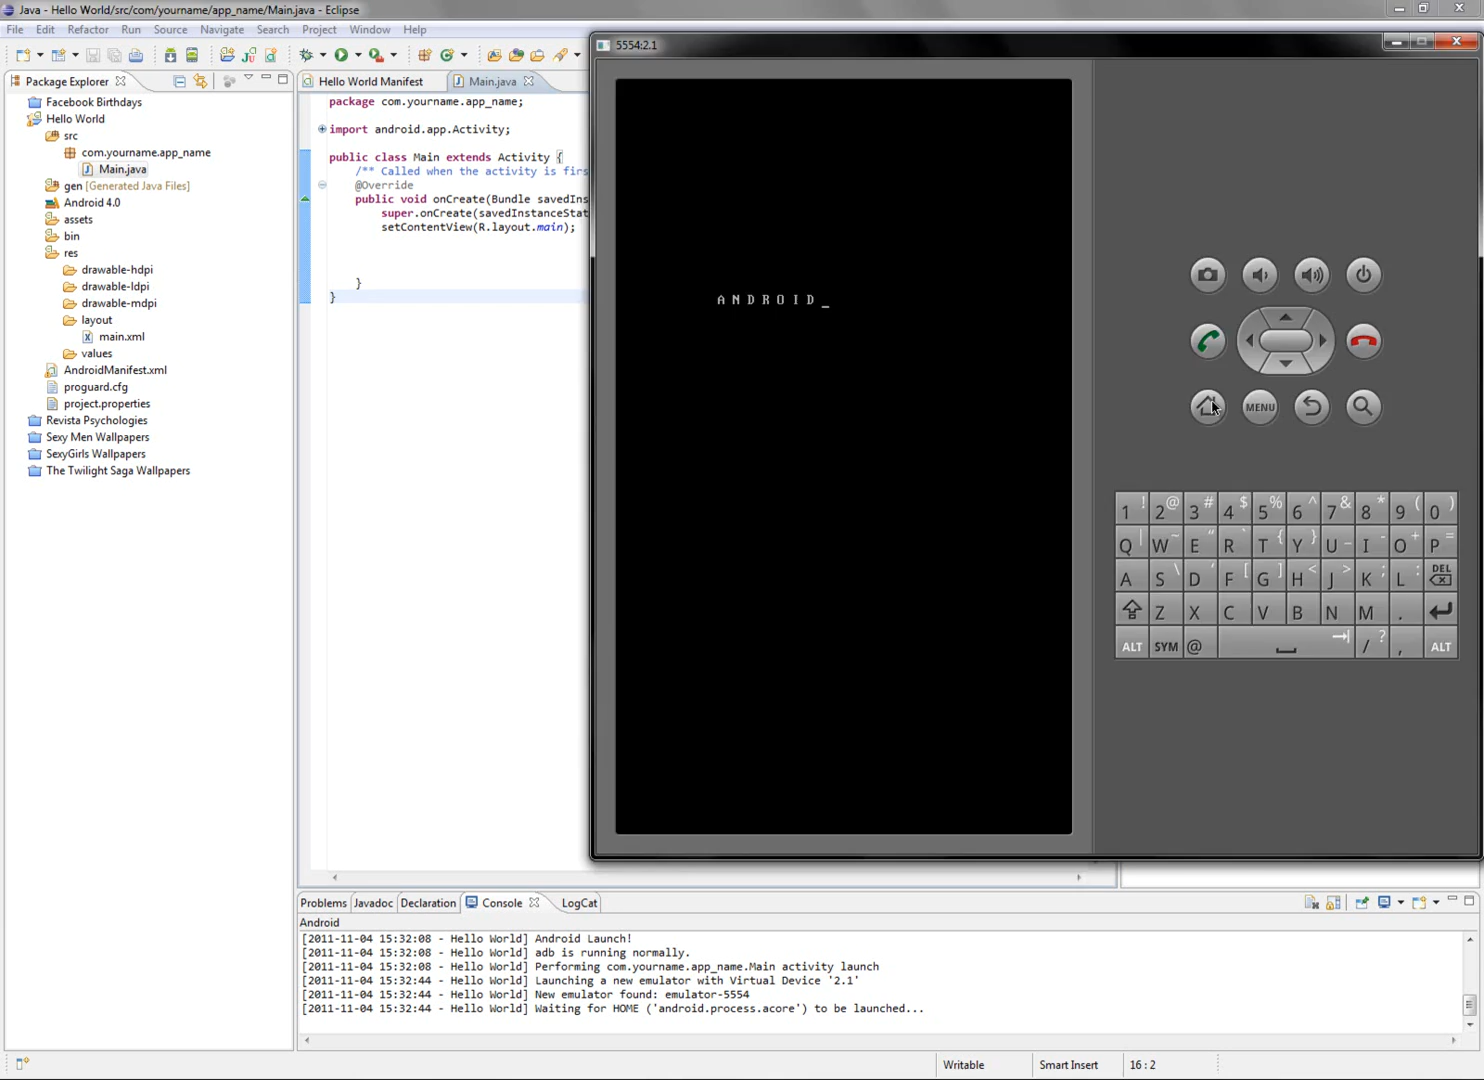 Java - Hello World/src/com/yourname/app_name/Main.java - Eclipse
File Edit Refactor Run Source Navigate Search Project Window Help
Package Explorer
Facebook Birthdays
Hello World
src
com.yourname.app_name
Main.java
gen [Generated Java Files]
Android 4.0
assets
bin
res
drawable-hdpi
drawable-ldpi
drawable-mdpi
layout
main.xml
values
AndroidManifest.xml
proguard.cfg
project.properties
Revista Psychologies
Sexy Men Wallpapers
SexyGirls Wallpapers
The Twilight Saga Wallpapers
Hello World Manifest Main.java
package com.yourname.app_name;
import android.app.Activity;
public class Main extends Activity {
/** Called when the activity is firs
@Override
public void onCreate(Bundle savedIns
super.onCreate(savedInstanceStat
setContentView(R.layout.main);
}
}
5554:2.1
A N D R O I D _
MENU
1 ! 2 @ 3 # 4 $ 5 % 6 ^ 7 & 8 * 9 ( 0 )
Q | W ~ E " R ` T { Y } U _ I - O + P =
A S \ D ' F [ G ] H < J > K ; L : DEL
Z X C V B N M .
ALT SYM @ / ? , ALT
Problems Javadoc Declaration Console LogCat
Android
[2011-11-04 15:32:08 - Hello World] Android Launch!
[2011-11-04 15:32:08 - Hello World] adb is running normally.
[2011-11-04 15:32:08 - Hello World] Performing com.yourname.app_name.Main activity launch
[2011-11-04 15:32:44 - Hello World] Launching a new emulator with Virtual Device '2.1'
[2011-11-04 15:32:44 - Hello World] New emulator found: emulator-5554
[2011-11-04 15:32:44 - Hello World] Waiting for HOME ('android.process.acore') to be launched...
Writable Smart Insert 16 : 2